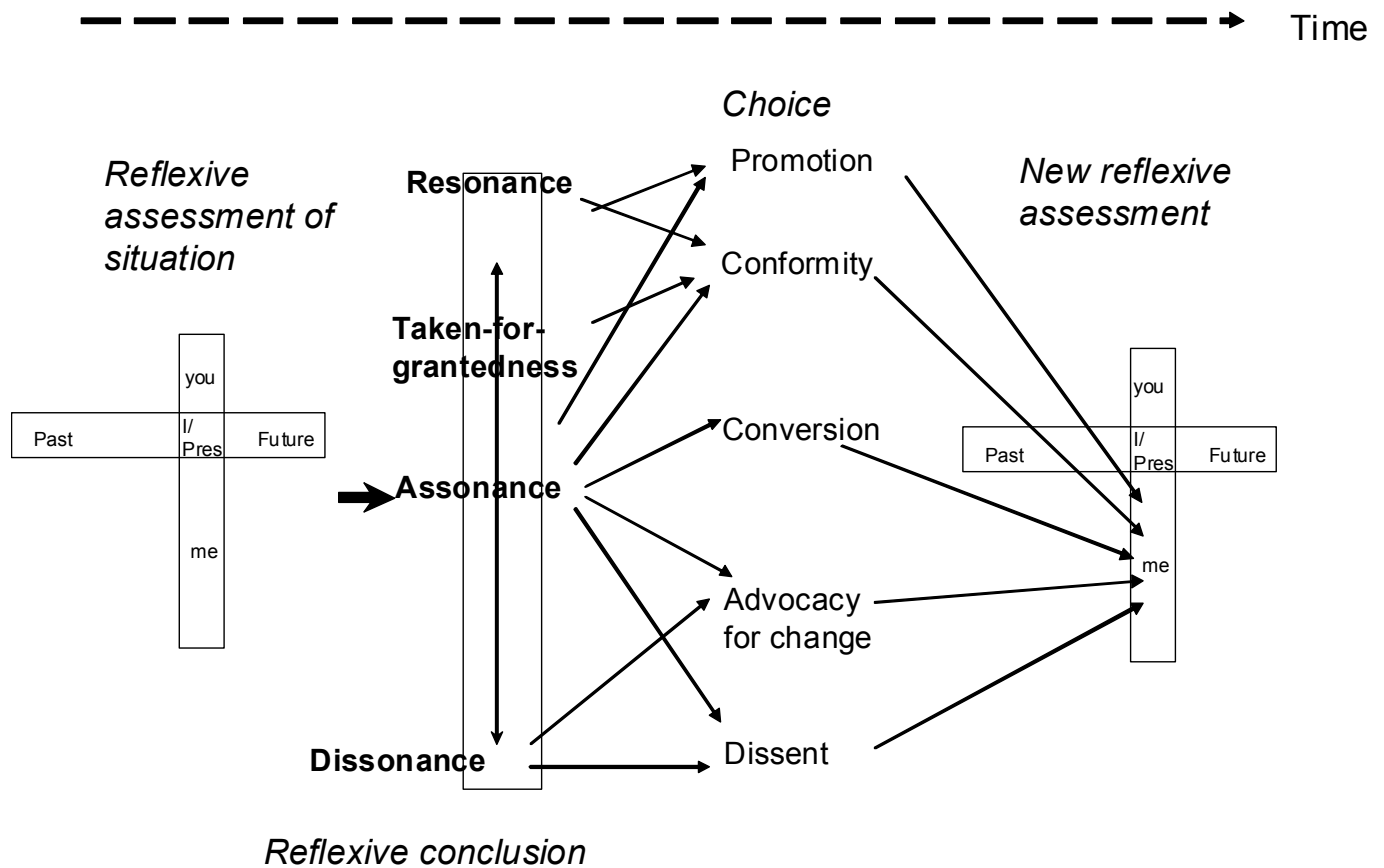 Time
Choice
Reflexive
assessment of
situation
Resonance
Promotion
New reflexive
assessment
Conformity
Taken-for-
grantedness
you
I/
Past
Pres
Future
me
Assonance
Conversion
you
I/
Past
Pres
Future
me
Advocacy
for change
Dissonance
Dissent
Reflexive conclusion